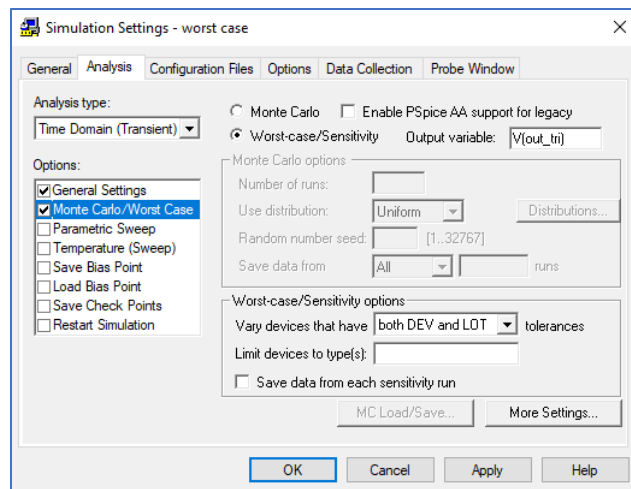 Simulation Settings - worst case
General Analysis Configuration Files Options Data Collection Probe Window
Analysis type:
Time Domain (Transient)
Options:
General Settings
Monte Carlo/Worst Case
Parametric Sweep
Temperature (Sweep)
Save Bias Point
Load Bias Point
Save Check Points
Restart Simulation
Monte Carlo Enable PSpice AA support for legacy
Worst-case/Sensitivity Output variable: V(out_tri)
Monte Carlo options
Number of runs:
Use distribution: Uniform Distributions...
Random number seed: [1..32767]
Save data from All runs
Worst-case/Sensitivity options
Vary devices that have both DEV and LOT tolerances
Limit devices to type(s):
Save data from each sensitivity run
MC Load/Save... More Settings...
OK Cancel Apply Help